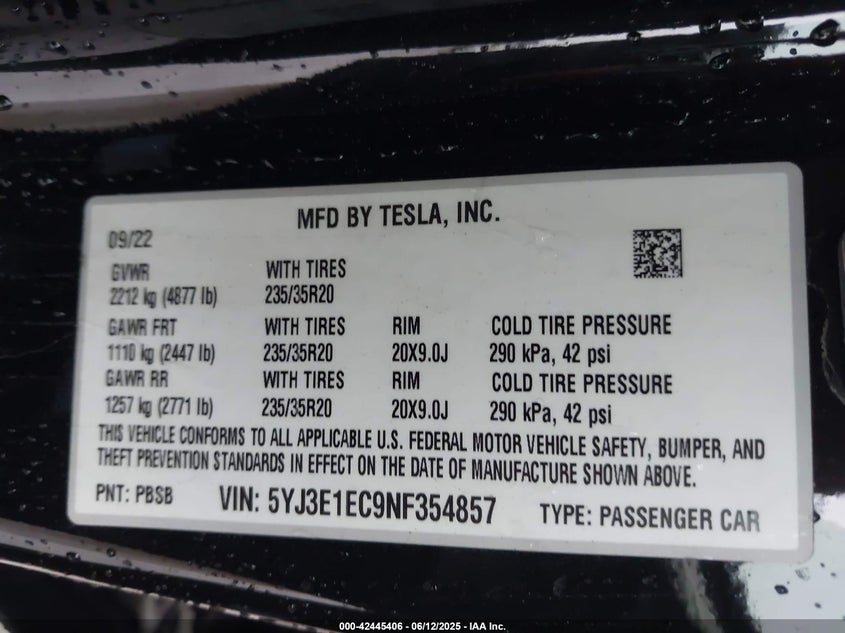 MFD BY TESLA, INC.
09/22
GVWR WITH TIRES
2212 kg (4877 lb) 235/35R20
GAWR FRT WITH TIRES RIM COLD TIRE PRESSURE
1110 kg (2447 lb) 235/35R20 20X9.0J 290 kPa, 42 psi
GAWR RR WITH TIRES RIM COLD TIRE PRESSURE
1257 kg (2771 lb) 235/35R20 20X9.0J 290 kPa, 42 psi
THIS VEHICLE CONFORMS TO ALL APPLICABLE U.S. FEDERAL MOTOR VEHICLE SAFETY, BUMPER, AND
THEFT PREVENTION STANDARDS IN EFFECT ON THE DATE OF MANUFACTURE SHOWN ABOVE.
PNT: PBSB VIN: 5YJ3E1EC9NF354857 TYPE: PASSENGER CAR
000-42445406 - 06/12/2025 - IAA Inc.